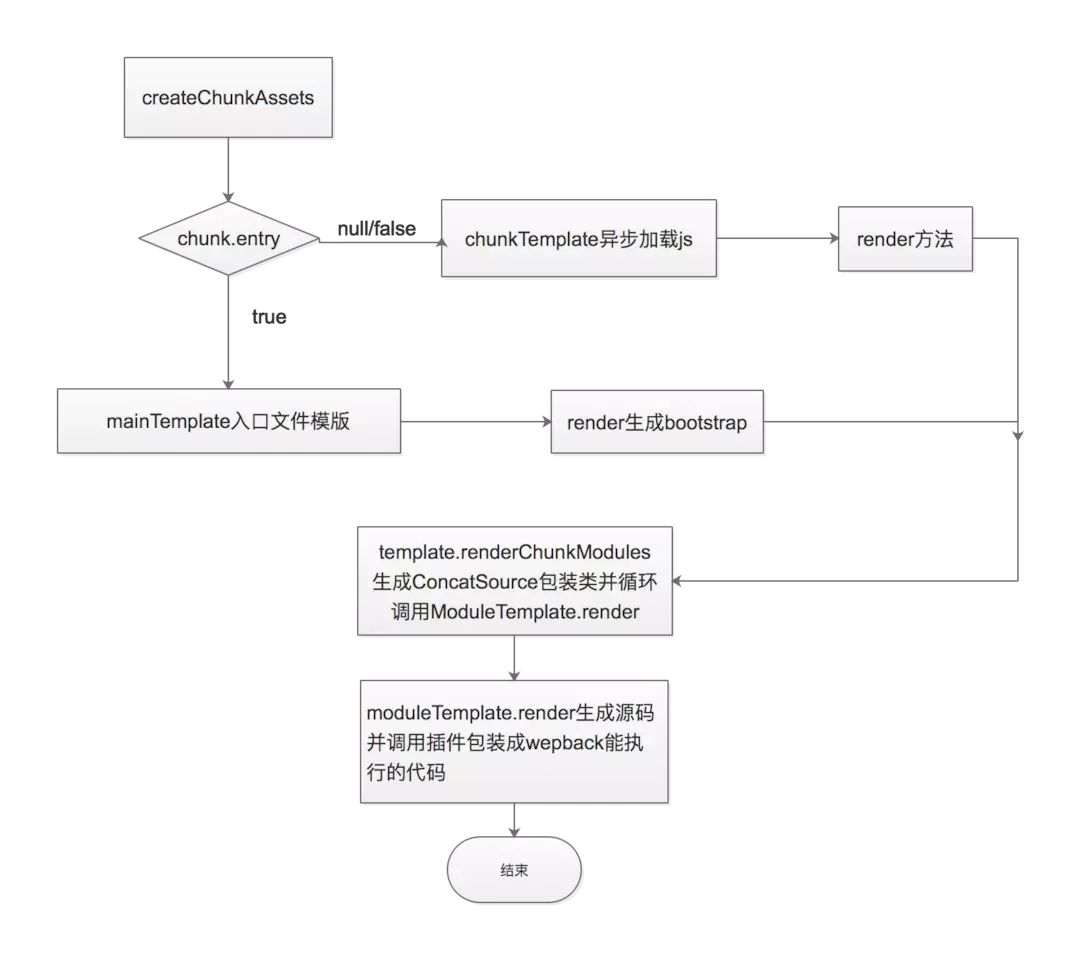 createChunkAssets
chunk.entry
null/false
chunkTemplate异步加载js
render方法
true
mainTemplate入口文件模版
render生成bootstrap
template.renderChunkModules
生成ConcatSource包装类并循环
调用ModuleTemplate.render
moduleTemplate.render生成源码
并调用插件包装成wepback能执
行的代码
结束